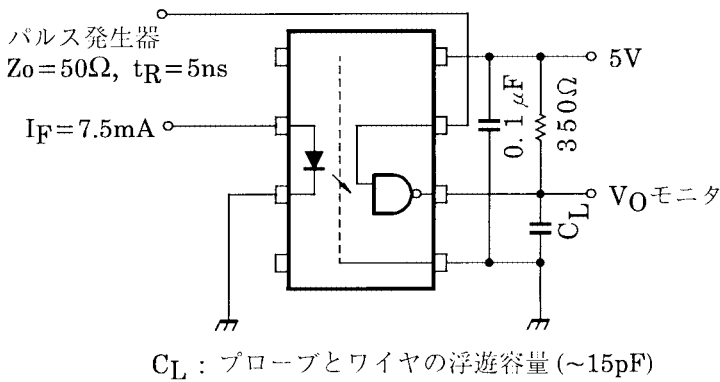 パルス発生器
Zo=50Ω, tR=5ns
IF=7.5mA
5V
0.1μF
350Ω
VOモニタ
CL
CL : プローブとワイヤの浮遊容量 (~15pF)